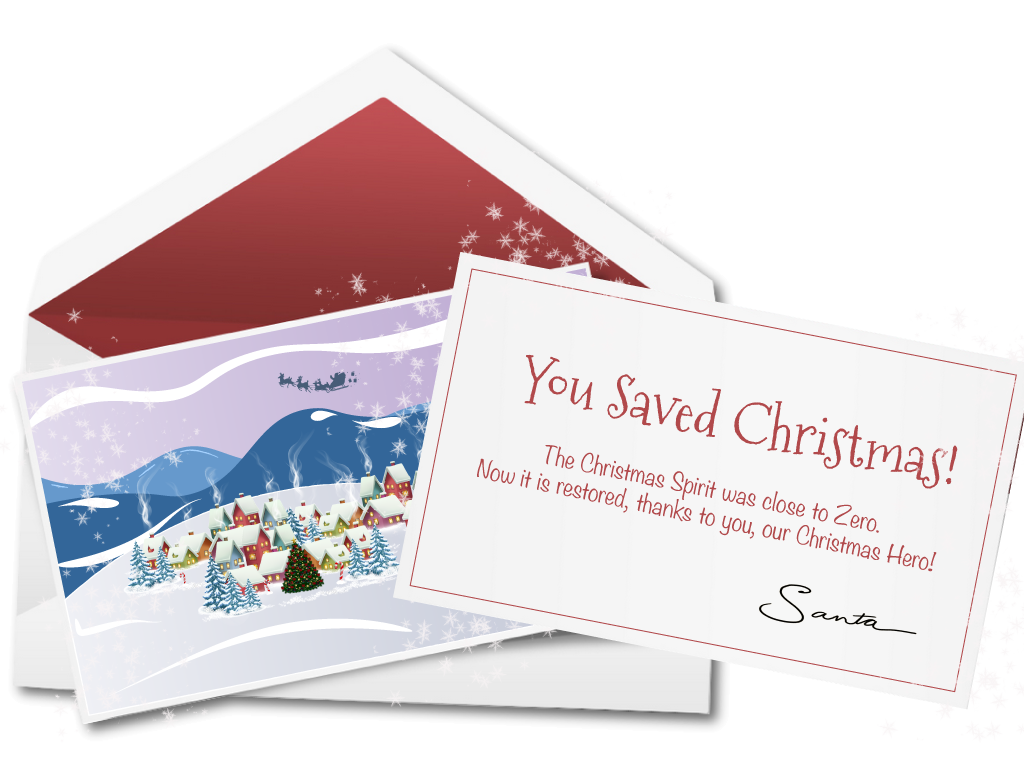 You Saved Christmas!
The Christmas Spirit was close to Zero.
Now it is restored, thanks to you, our Christmas Hero!
Santa